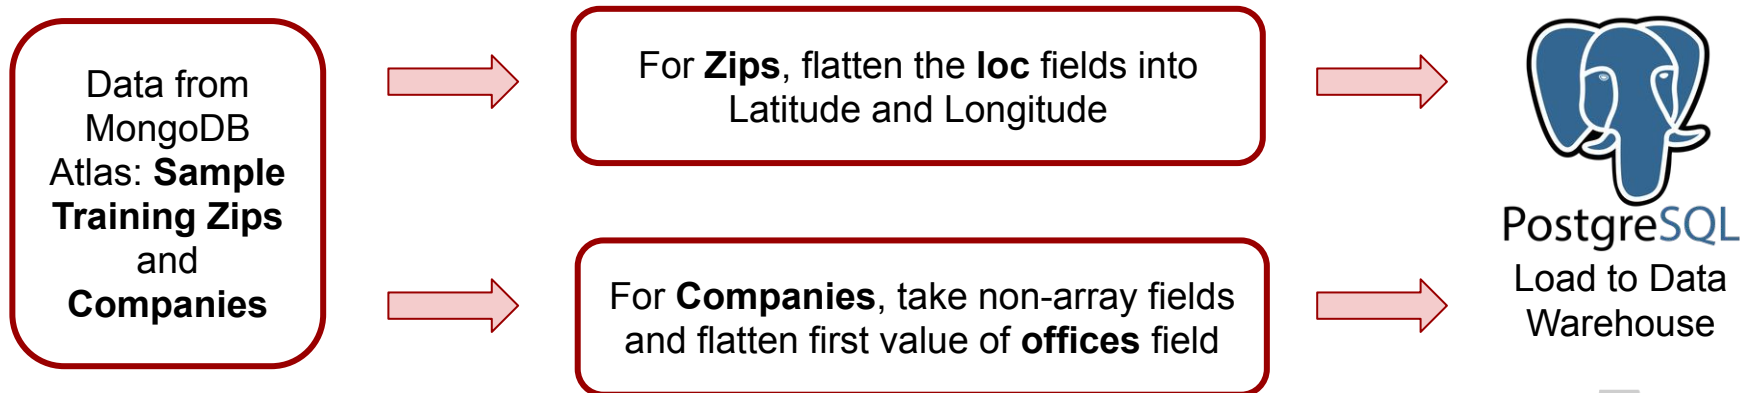 Data from
MongoDB
Atlas: Sample
Training Zips
and
Companies
For Zips, flatten the loc fields into
Latitude and Longitude
For Companies, take non-array fields
and flatten first value of offices field
PostgreSQL
Load to Data
Warehouse